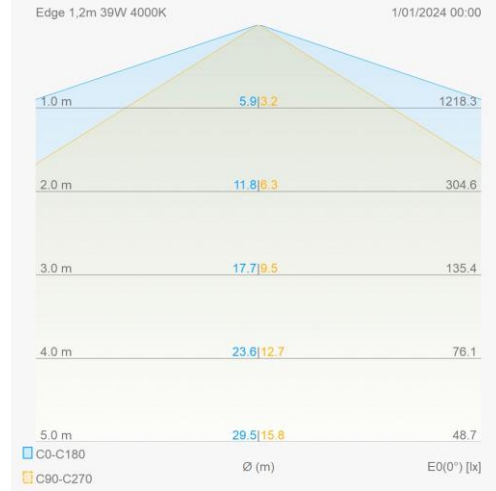 Edge 1,2m 39W 4000K 1/01/2024 00:00
1.0 m 5.9|3.2 1218.3
2.0 m 11.8|6.3 304.6
3.0 m 17.7|9.5 135.4
4.0 m 23.6|12.7 76.1
5.0 m 29.5|15.8 48.7
C0-C180
Ø (m) E0(0°) [lx]
C90-C270